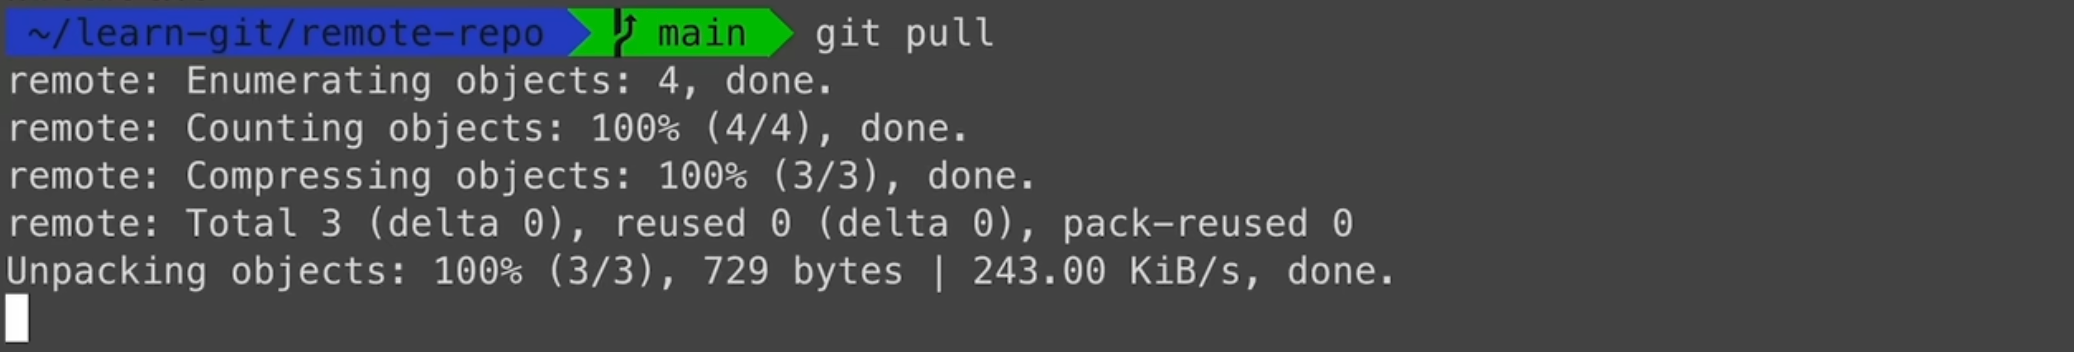 ~/learn-git/remote-repo main git pull
remote: Enumerating objects: 4, done.
remote: Counting objects: 100% (4/4), done.
remote: Compressing objects: 100% (3/3), done.
remote: Total 3 (delta 0), reused 0 (delta 0), pack-reused 0
Unpacking objects: 100% (3/3), 729 bytes | 243.00 KiB/s, done.